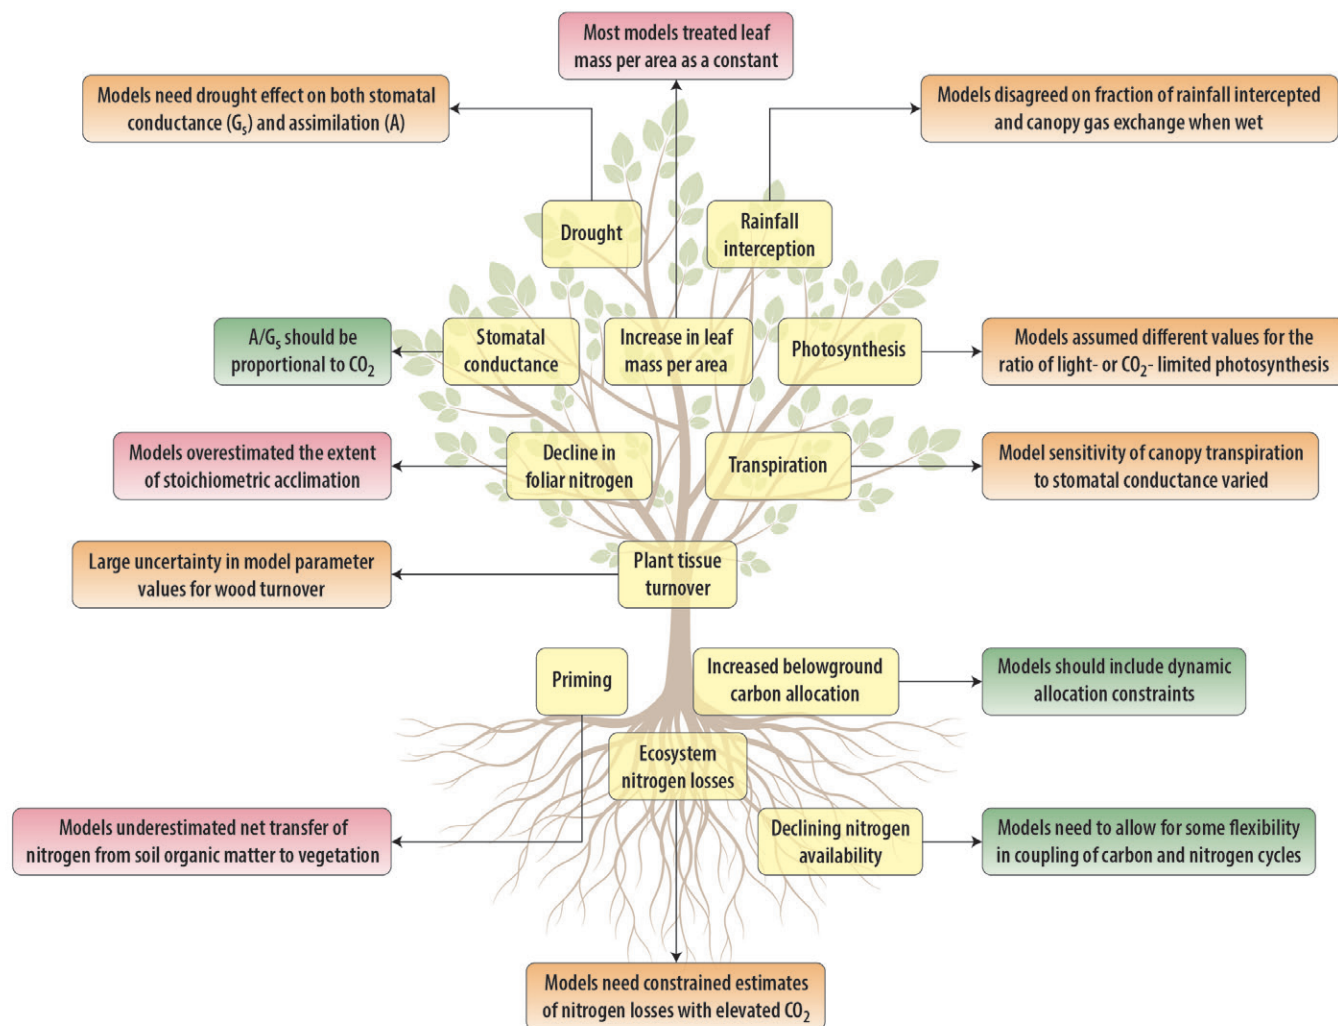 Most models treated leaf
mass per area as a constant
Models need drought effect on both stomatal
conductance (Gₛ) and assimilation (A)
Models disagreed on fraction of rainfall intercepted
and canopy gas exchange when wet
Drought
Rainfall
interception
A/Gₛ should be
proportional to CO₂
Stomatal
conductance
Increase in leaf
mass per area
Photosynthesis
Models assumed different values for the
ratio of light- or CO₂- limited photosynthesis
Models overestimated the extent
of stoichiometric acclimation
Decline in
foliar nitrogen
Transpiration
Model sensitivity of canopy transpiration
to stomatal conductance varied
Large uncertainty in model parameter
values for wood turnover
Plant tissue
turnover
Priming
Increased belowground
carbon allocation
Models should include dynamic
allocation constraints
Ecosystem
nitrogen losses
Models underestimated net transfer of
nitrogen from soil organic matter to vegetation
Declining nitrogen
availability
Models need to allow for some flexibility
in coupling of carbon and nitrogen cycles
Models need constrained estimates
of nitrogen losses with elevated CO₂